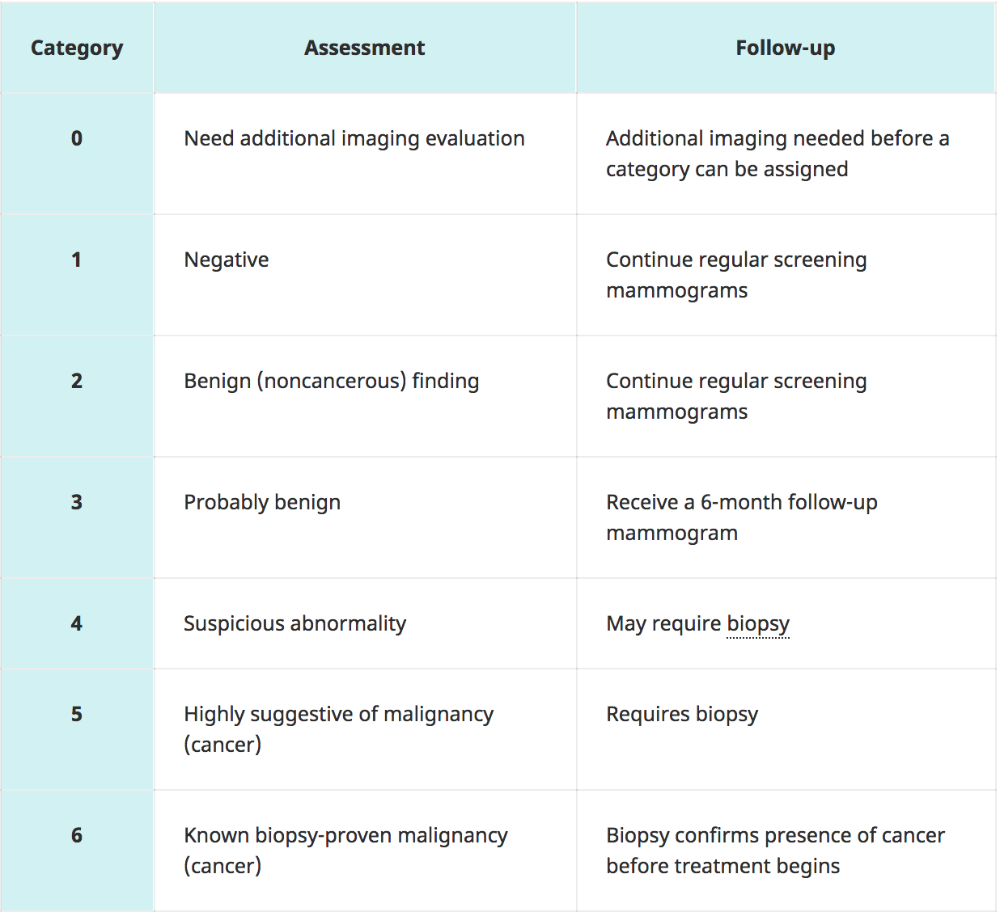 Category Assessment Follow-up
0 Need additional imaging evaluation Additional imaging needed before a
category can be assigned
1 Negative Continue regular screening
mammograms
2 Benign (noncancerous) finding Continue regular screening
mammograms
3 Probably benign Receive a 6-month follow-up
mammogram
4 Suspicious abnormality May require biopsy
5 Highly suggestive of malignancy Requires biopsy
(cancer)
6 Known biopsy-proven malignancy Biopsy confirms presence of cancer
(cancer) before treatment begins